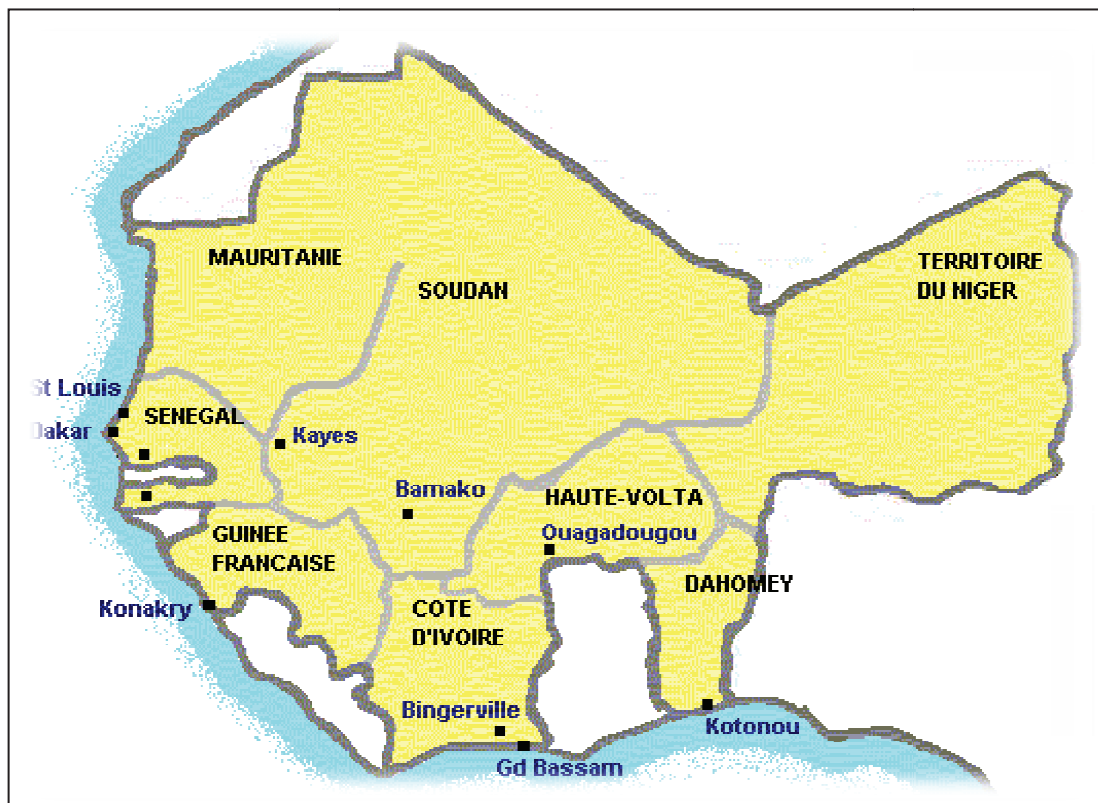 MAURITANIE
SOUDAN
TERRITOIRE
DU NIGER
St Louis
SENEGAL
Dakar
Kayes
Bamako
HAUTE-VOLTA
Ouagadougou
GUINEE
FRANCAISE
DAHOMEY
Konakry
COTE
D'IVOIRE
Bingerville
Kotonou
Gd Bassam